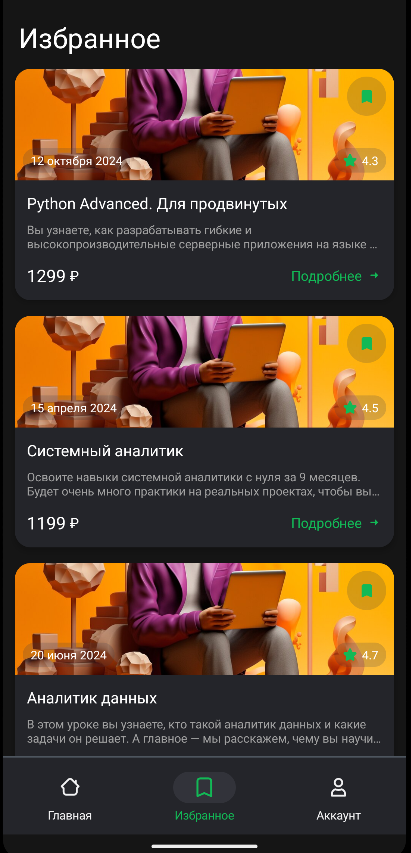 Избранное
12 октября 2024
4.3
Python Advanced. Для продвинутых
Вы узнаете, как разрабатывать гибкие и
высокопроизводительные серверные приложения на языке ...
1299 ₽
Подробнее
15 апреля 2024
4.5
Системный аналитик
Освоите навыки системной аналитики с нуля за 9 месяцев.
Будет очень много практики на реальных проектах, чтобы вы...
1199 ₽
Подробнее
20 июня 2024
4.7
Аналитик данных
В этом уроке вы узнаете, кто такой аналитик данных и какие
задачи он решает. А главное — мы расскажем, чему вы научи...
Главная
Избранное
Аккаунт